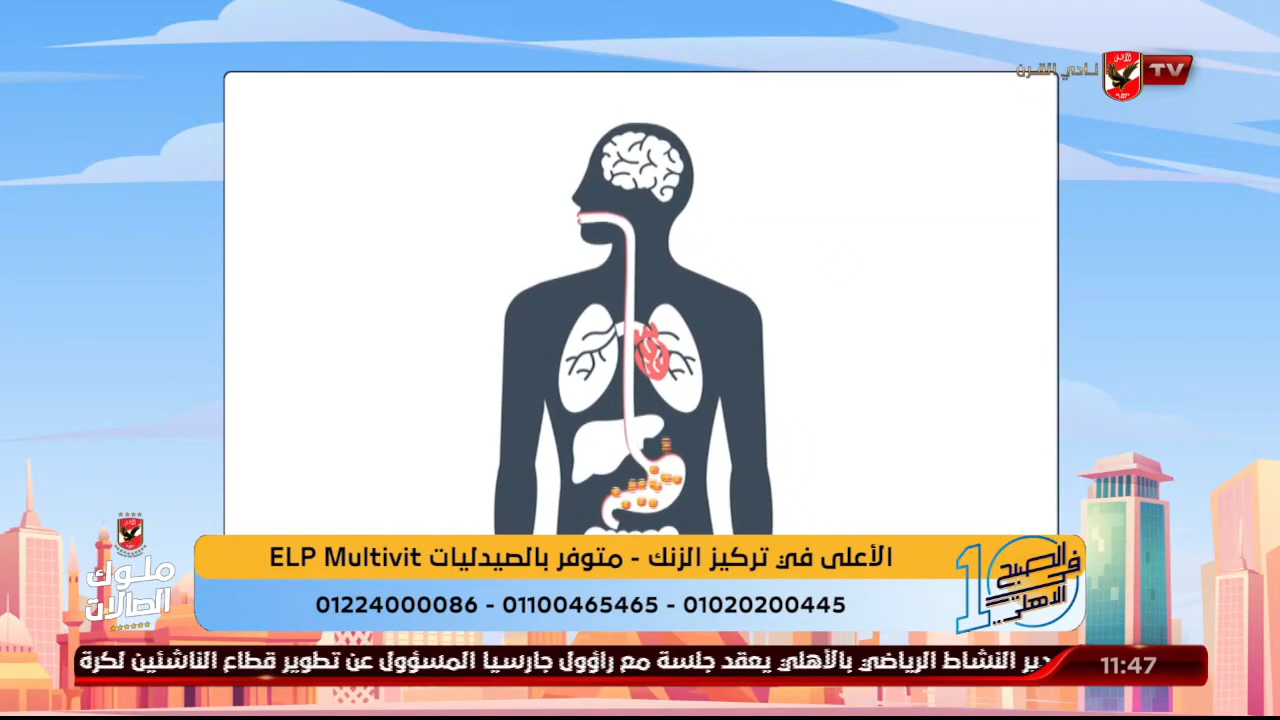 نادي القرن
TV
الأعلى في تركيز الزنك - متوفر بالصيدليات ELP Multivit
01224000086 - 01100465465 - 01020200445
10 الصبح
في
الاهلي
ملوك
الصالات
دير النشاط الرياضي بالأهلي يعقد جلسة مع راؤول جارسيا المسؤول عن تطوير قطاع الناشئين لكرة
11:47